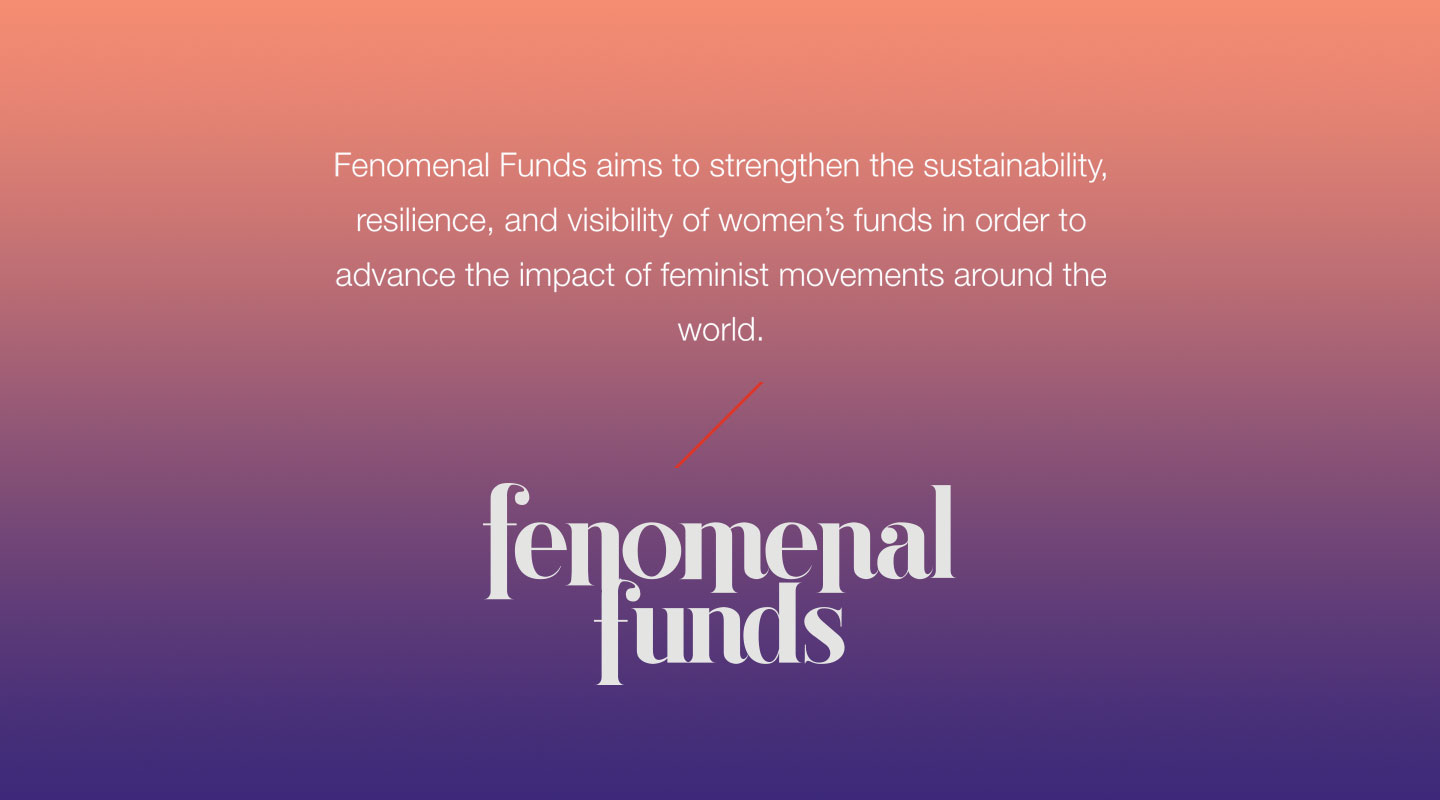 Fenomenal Funds aims to strengthen the sustainability,
resilience, and visibility of women’s funds in order to
advance the impact of feminist movements around the
world.
fenomenal
funds